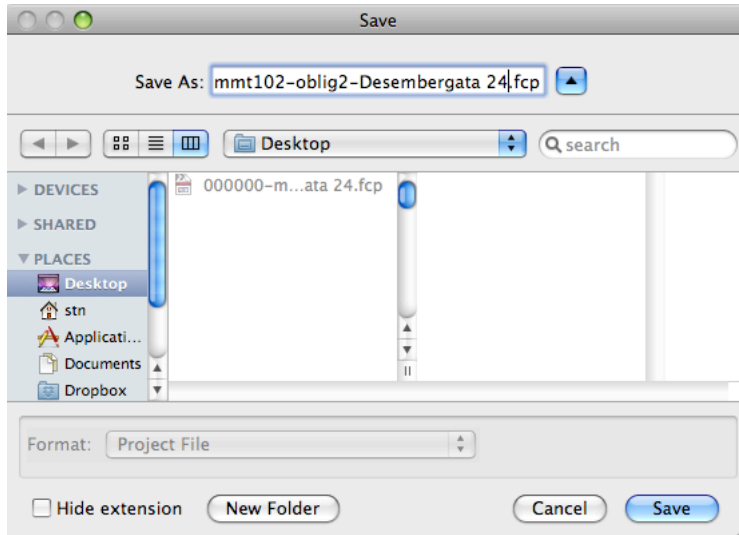 Save
Save As: mmt102-oblig2-Desembergata 24.fcp
Desktop
search
DEVICES
SHARED
PLACES
Desktop
stn
Applicati...
Documents
Dropbox
000000-m...ata 24.fcp
Format: Project File
Hide extension
New Folder
Cancel
Save